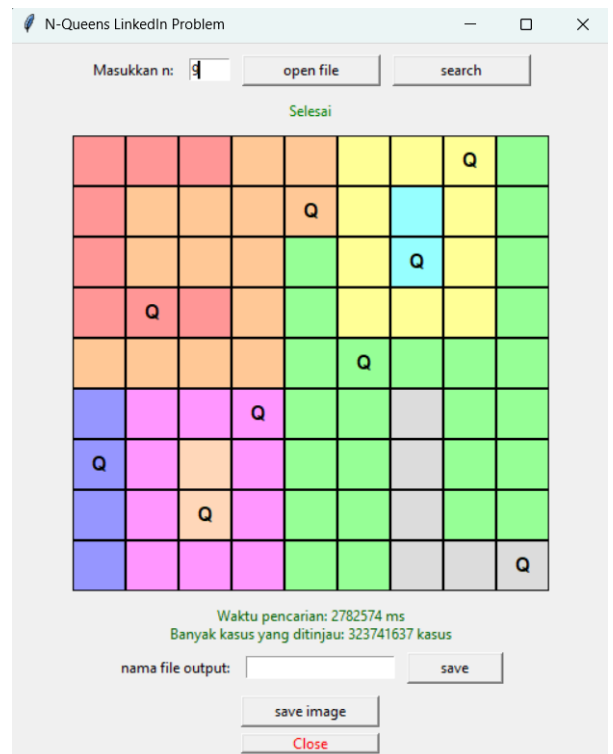 N-Queens LinkedIn Problem
Masukkan n: 9 open file search
Selesai
Q
Q
Q
Q
Q
Q
Q
Q
Q
Waktu pencarian: 2782574 ms
Banyak kasus yang ditinjau: 323741637 kasus
nama file output: save
save image
Close